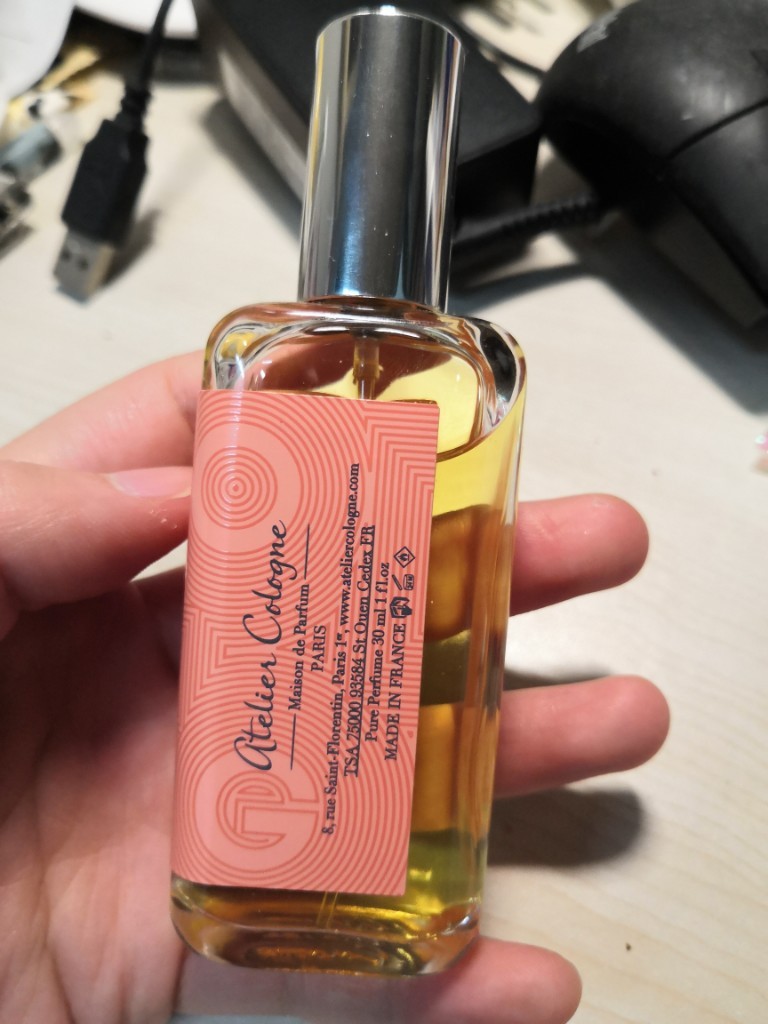 Atelier Cologne
Maison de Parfum
PARIS
8, rue Saint-Florentin, Paris 1er, www.ateliercologne.com
TSA 75000 93584 St Ouen Cedex FR
Pure Perfume 30 ml 1 fl.oz
MADE IN FRANCE